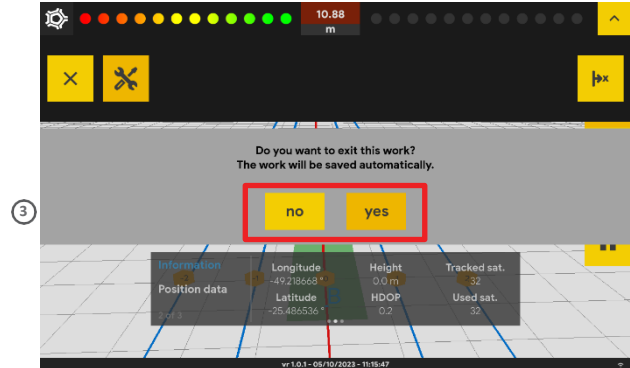 10.88
m
Do you want to exit this work?
The work will be saved automatically.
3
no yes
Information
Position data
2 of 3
Longitude
-49.218668 °
Latitude
-25.486536 °
Height
0.0 m
HDOP
0.2
Tracked sat.
32
Used sat.
32
vr 1.0.1 - 05/10/2023 - 11:15:47